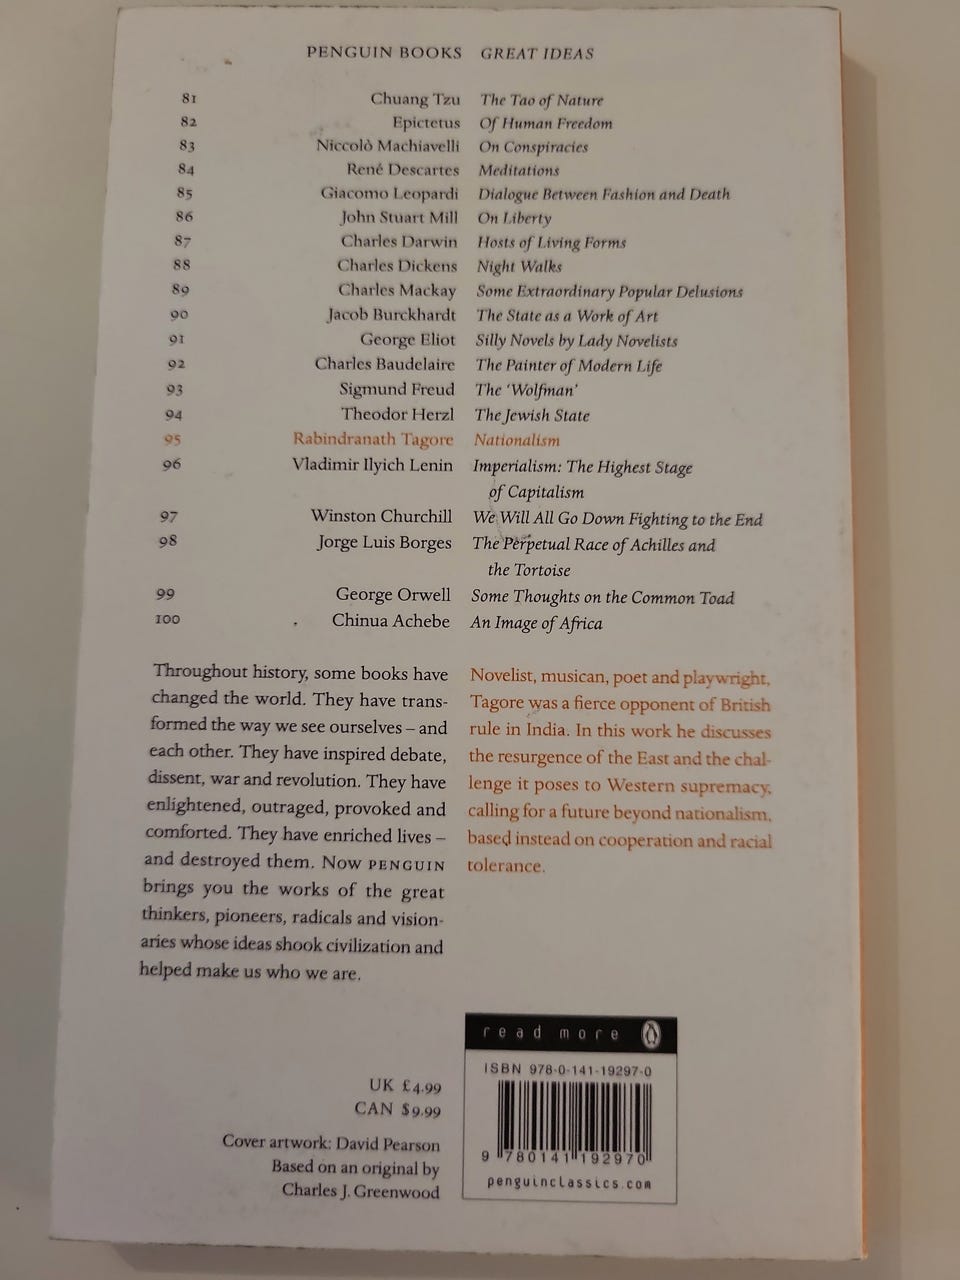 PENGUIN BOOKS GREAT IDEAS
81 Chuang Tzu The Tao of Nature
82 Epictetus Of Human Freedom
83 Niccolò Machiavelli On Conspiracies
84 René Descartes Meditations
85 Giacomo Leopardi Dialogue Between Fashion and Death
86 John Stuart Mill On Liberty
87 Charles Darwin Hosts of Living Forms
88 Charles Dickens Night Walks
89 Charles Mackay Some Extraordinary Popular Delusions
90 Jacob Burckhardt The State as a Work of Art
91 George Eliot Silly Novels by Lady Novelists
92 Charles Baudelaire The Painter of Modern Life
93 Sigmund Freud The ‘Wolfman’
94 Theodor Herzl The Jewish State
95 Rabindranath Tagore Nationalism
96 Vladimir Ilyich Lenin Imperialism: The Highest Stage
of Capitalism
97 Winston Churchill We Will All Go Down Fighting to the End
98 Jorge Luis Borges The Perpetual Race of Achilles and
the Tortoise
99 George Orwell Some Thoughts on the Common Toad
100 Chinua Achebe An Image of Africa
Throughout history, some books have
changed the world. They have trans-
formed the way we see ourselves – and
each other. They have inspired debate,
dissent, war and revolution. They have
enlightened, outraged, provoked and
comforted. They have enriched lives –
and destroyed them. Now PENGUIN
brings you the works of the great
thinkers, pioneers, radicals and vision-
aries whose ideas shook civilization and
helped make us who we are.
Novelist, musican, poet and playwright,
Tagore was a fierce opponent of British
rule in India. In this work he discusses
the resurgence of the East and the chal-
lenge it poses to Western supremacy,
calling for a future beyond nationalism,
based instead on cooperation and racial
tolerance.
UK £4.99
CAN $9.99
Cover artwork: David Pearson
Based on an original by
Charles J. Greenwood
read more
ISBN 978-0-141-19297-0
9 780141 192970
penguinclassics.com